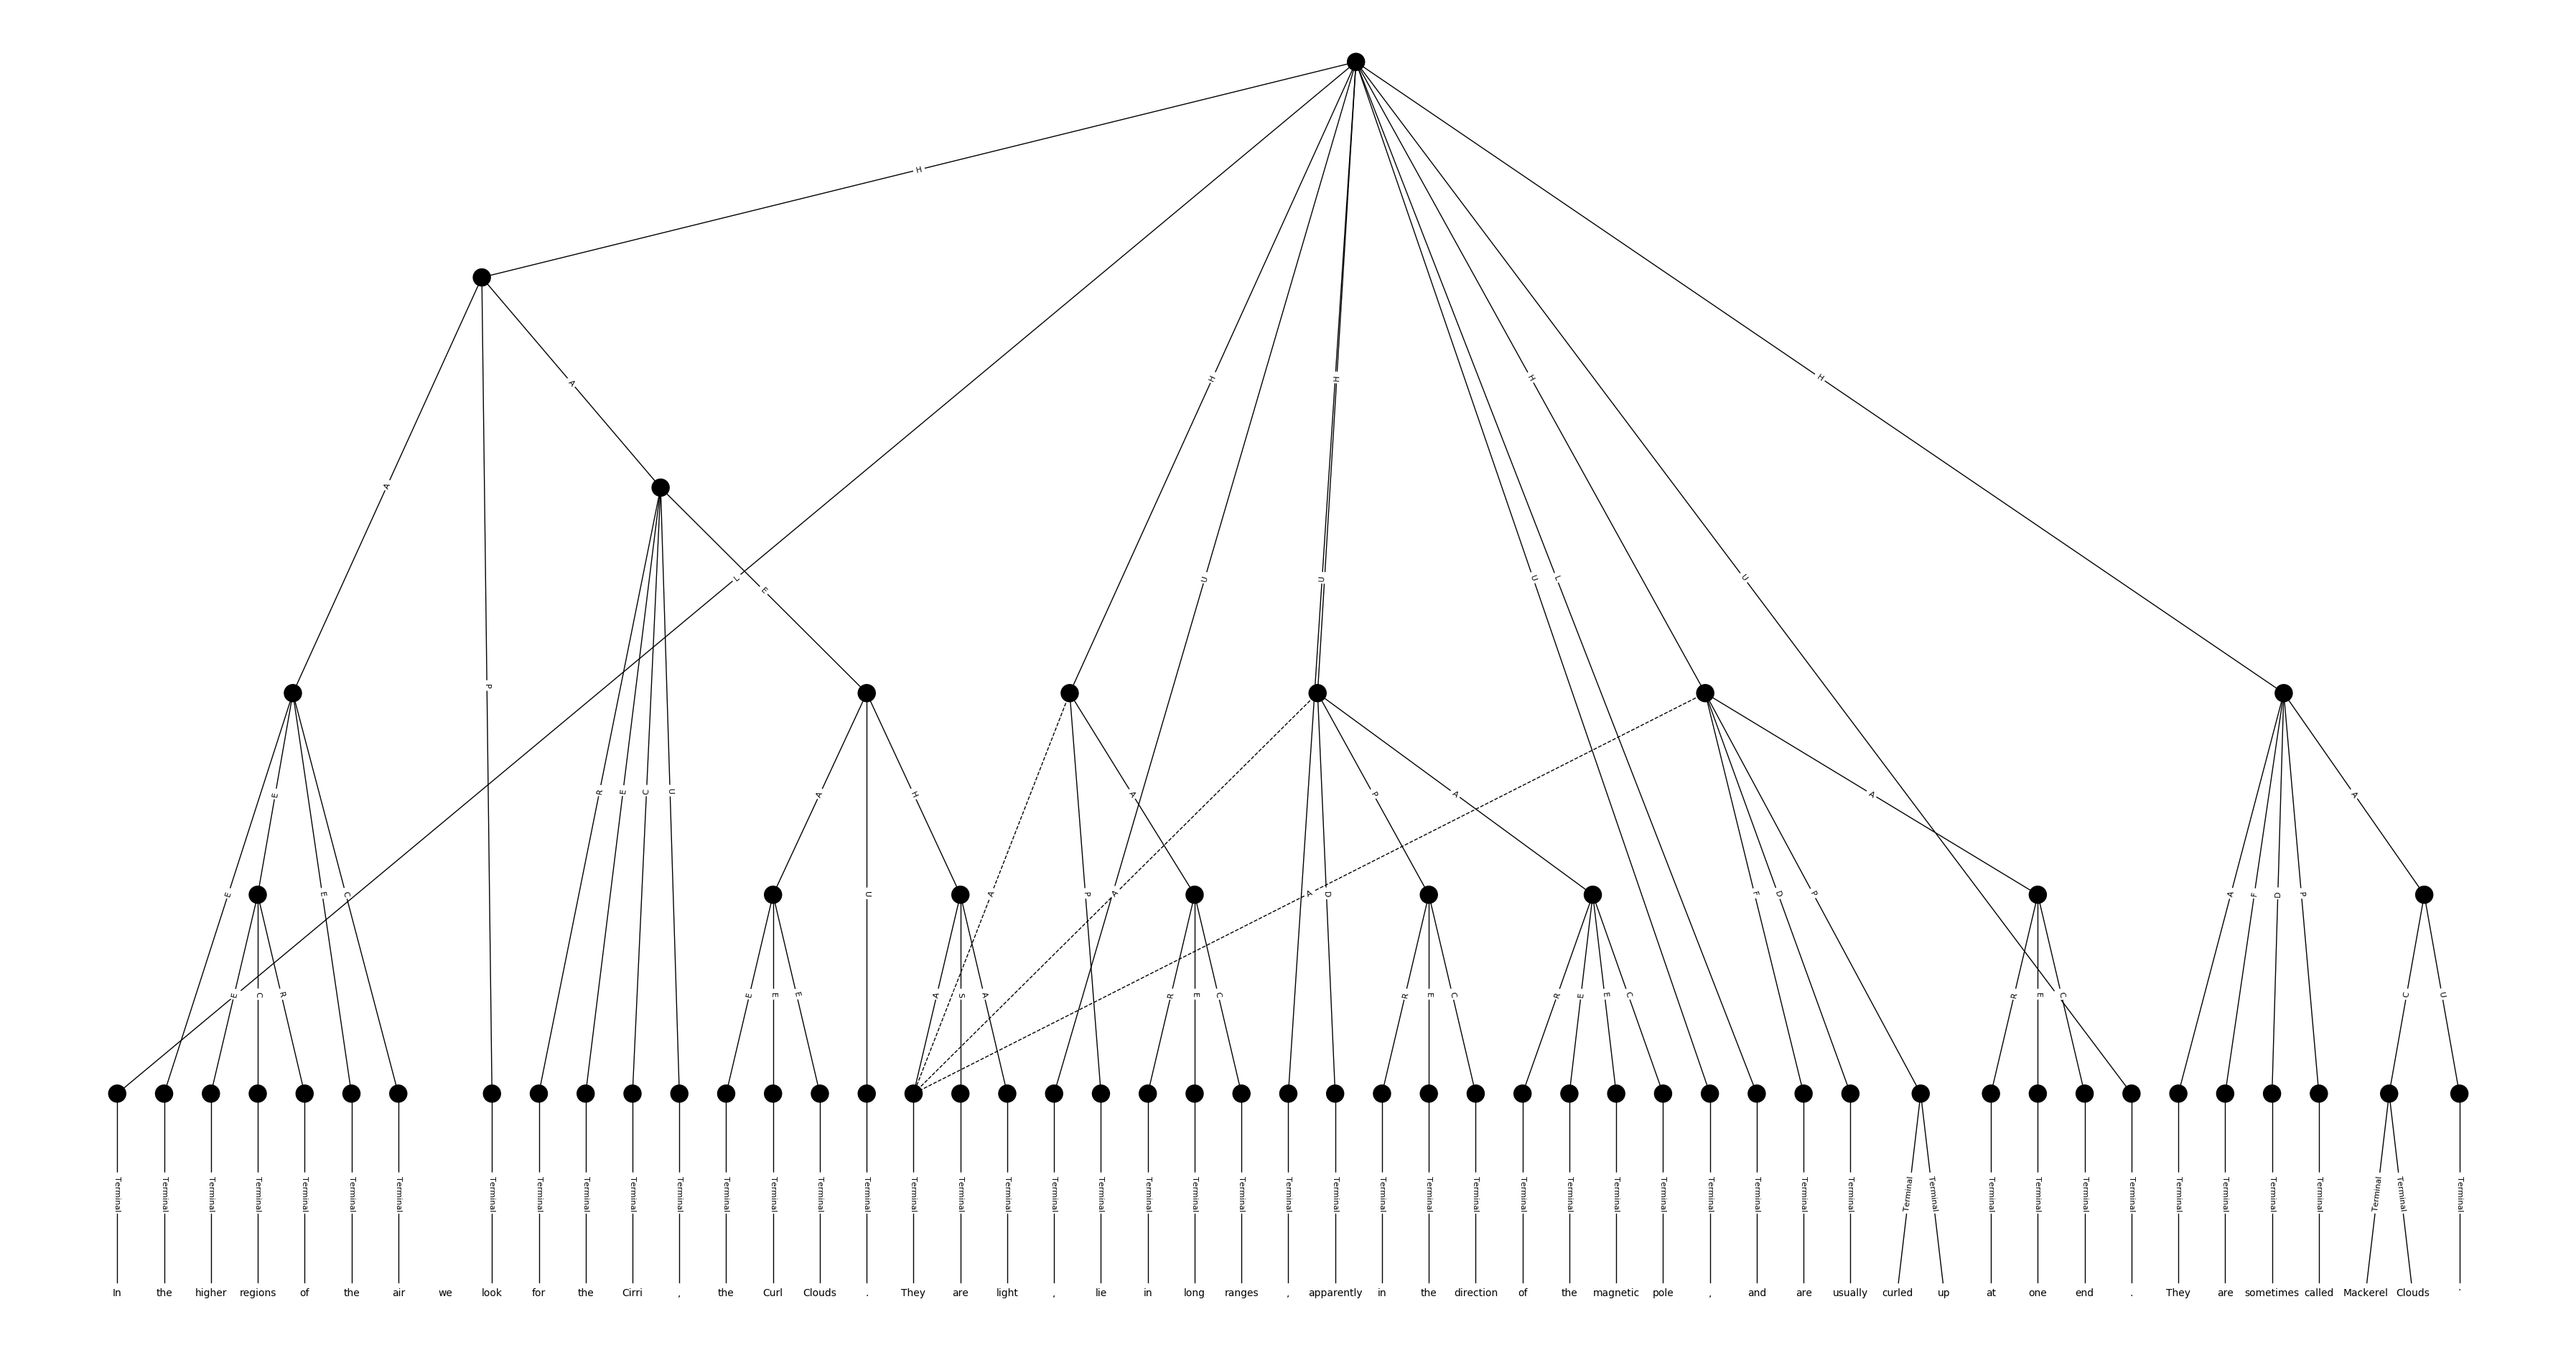 H
H H H H
A
A
L U U U L U
E
P
E R E C U A H P A A A
E E C A U A P A A D F D P A F D P
E C R E E E A S A R E C R E C R E E C R E C C U
Terminal Terminal Terminal Terminal Terminal Terminal Terminal Terminal Terminal Terminal Terminal Terminal Terminal Terminal Terminal Terminal Terminal Terminal Terminal Terminal Terminal Terminal Terminal Terminal Terminal Terminal Terminal Terminal Terminal Terminal Terminal Terminal Terminal Terminal Terminal Terminal Terminal Terminal Terminal Terminal Terminal Terminal Terminal Terminal Terminal Terminal Terminal Terminal Terminal Terminal
In the higher regions of the air we look for the Cirri , the Curl Clouds . They are light , lie in long ranges , apparently in the direction of the magnetic pole , and are usually curled up at one end . They are sometimes called Mackerel Clouds .